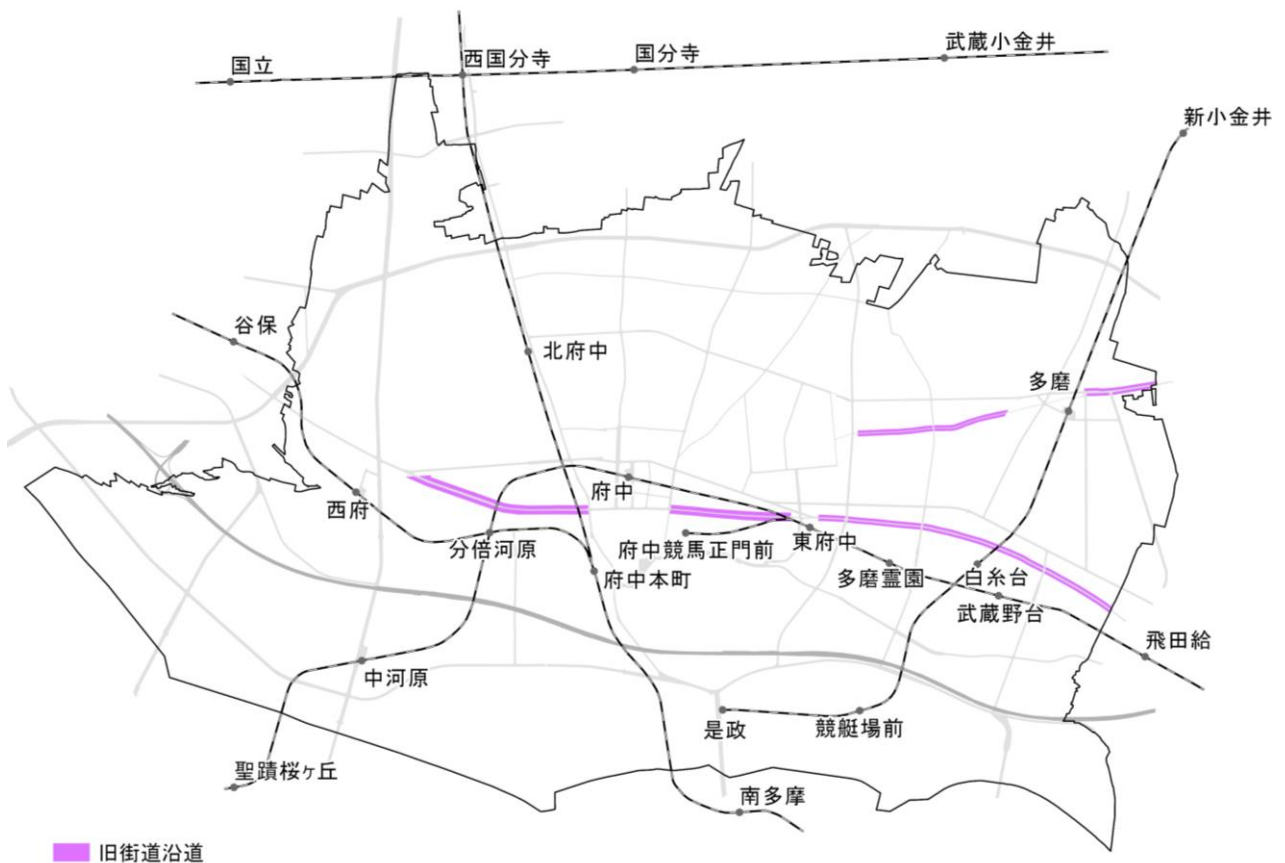 武蔵小金井
国分寺
西国分寺
国立
新小金井
谷保
北府中
多磨
府中
西府
分倍河原
府中競馬正門前
東府中
府中本町
多磨霊園
白糸台
武蔵野台
飛田給
中河原
是政
競艇場前
聖蹟桜ヶ丘
南多摩
旧街道沿道